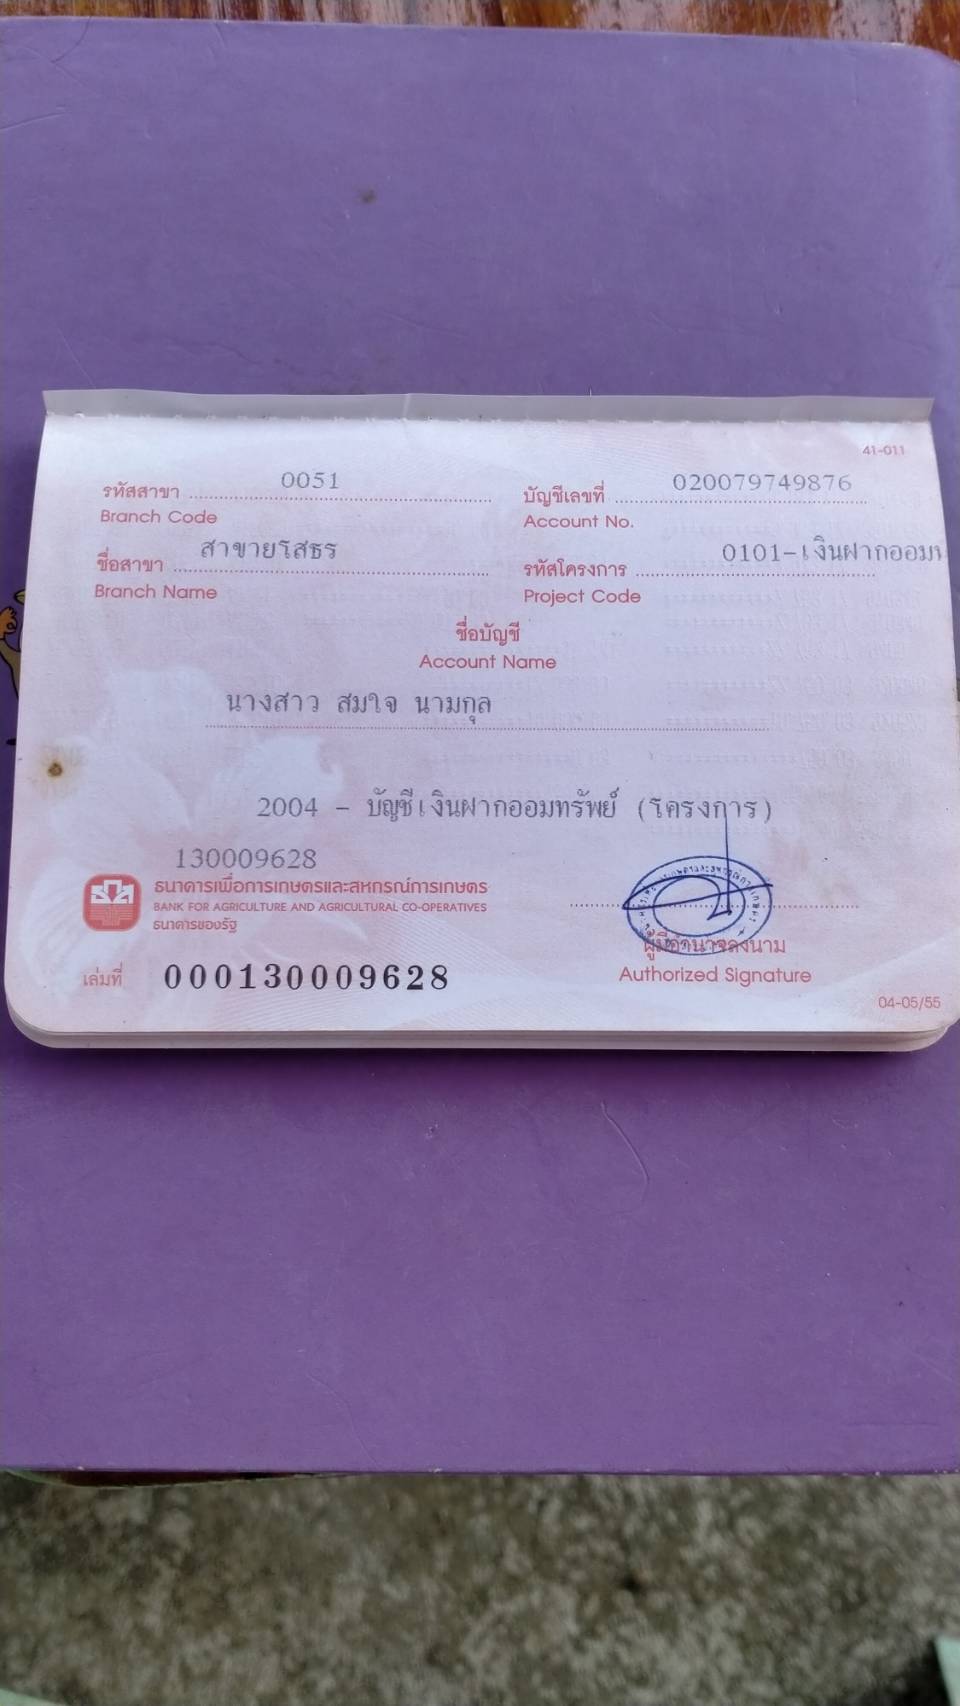 41-011
รหัสสาขา 0051 บัญชีเลขที่ 020079749876
Branch Code Account No.
ชื่อสาขา สาขายโสธร รหัสโครงการ 0101-เงินฝากออม
Branch Name Project Code
ชื่อบัญชี
Account Name
นางสาว สมใจ นามกุล
2004 - บัญชีเงินฝากออมทรัพย์ (โครงการ)
130009628
ธนาคารเพื่อการเกษตรและสหกรณ์การเกษตร
BANK FOR AGRICULTURE AND AGRICULTURAL CO-OPERATIVES
ธนาคารของรัฐ
ผู้มีอำนาจลงนาม
เล่มที่ 000130009628 Authorized Signature
04-05/55